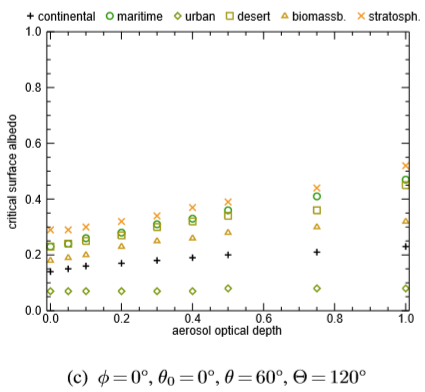 continental maritime urban desert biomassb. stratosph.
1.0
0.8
0.6
0.4
0.2
0.0
critical surface albedo
0.0 0.2 0.4 0.6 0.8 1.0
aerosol optical depth
(c) ϕ=0°, θ₀=0°, θ=60°, Θ=120°